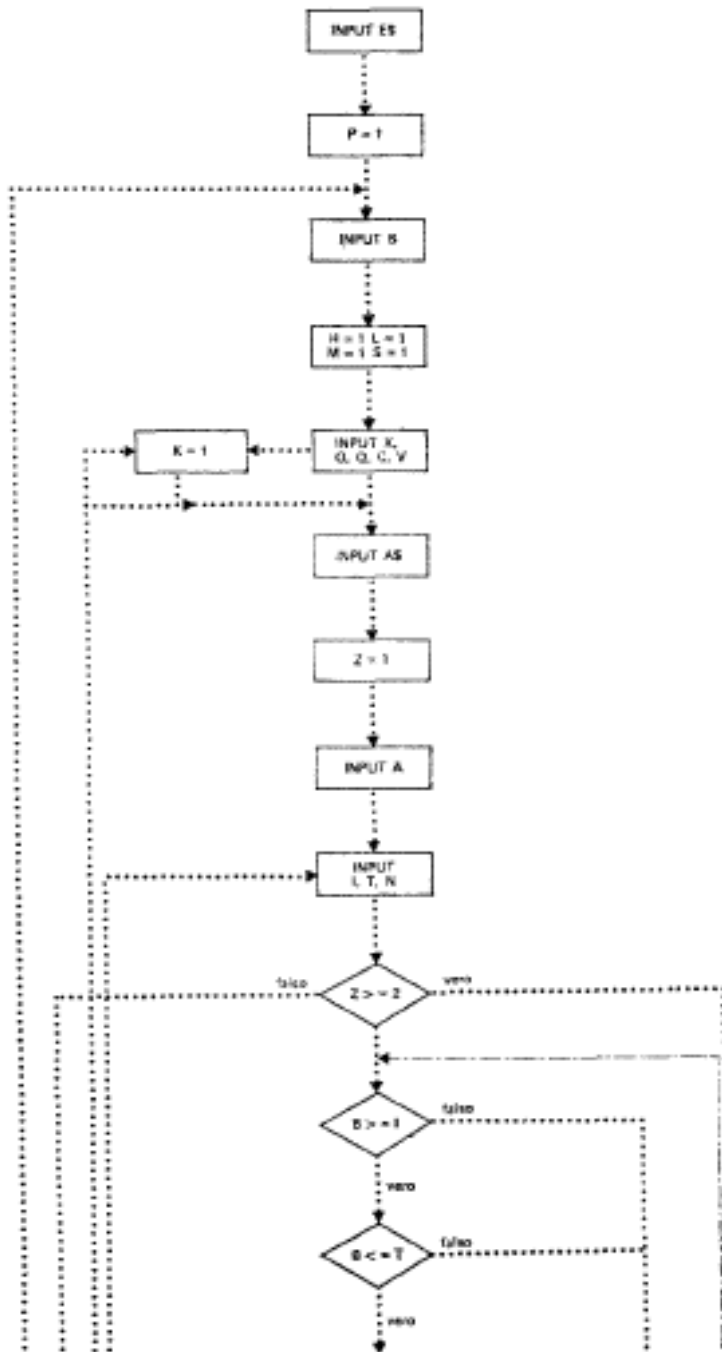 INPUT E$
P = 1
INPUT B
H = 1 L = 1
M = 1 S = 1
K = 1
INPUT X,
O, Q, C, V
INPUT A$
Z = 1
INPUT A
INPUT
I, T, N
falso
Z > = 2
vero
B > = I
falso
vero
B < = T
falso
vero